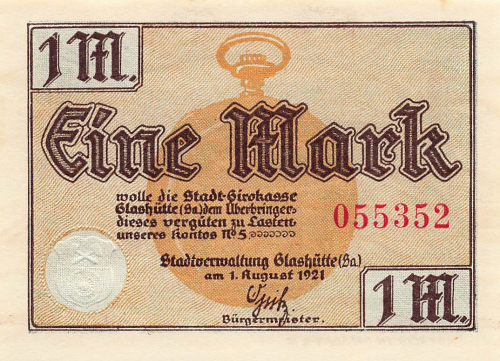 1 M.
Eine Mark
wolle die Stadt-Girokasse
Glashütte (Sa.) dem Überbringer
dieses vergüten zu Lasten
unseres Kontos No 5
055352
Stadtverwaltung Glashütte (Sa)
am 1. August 1921
Bürgermeister.
1 M.